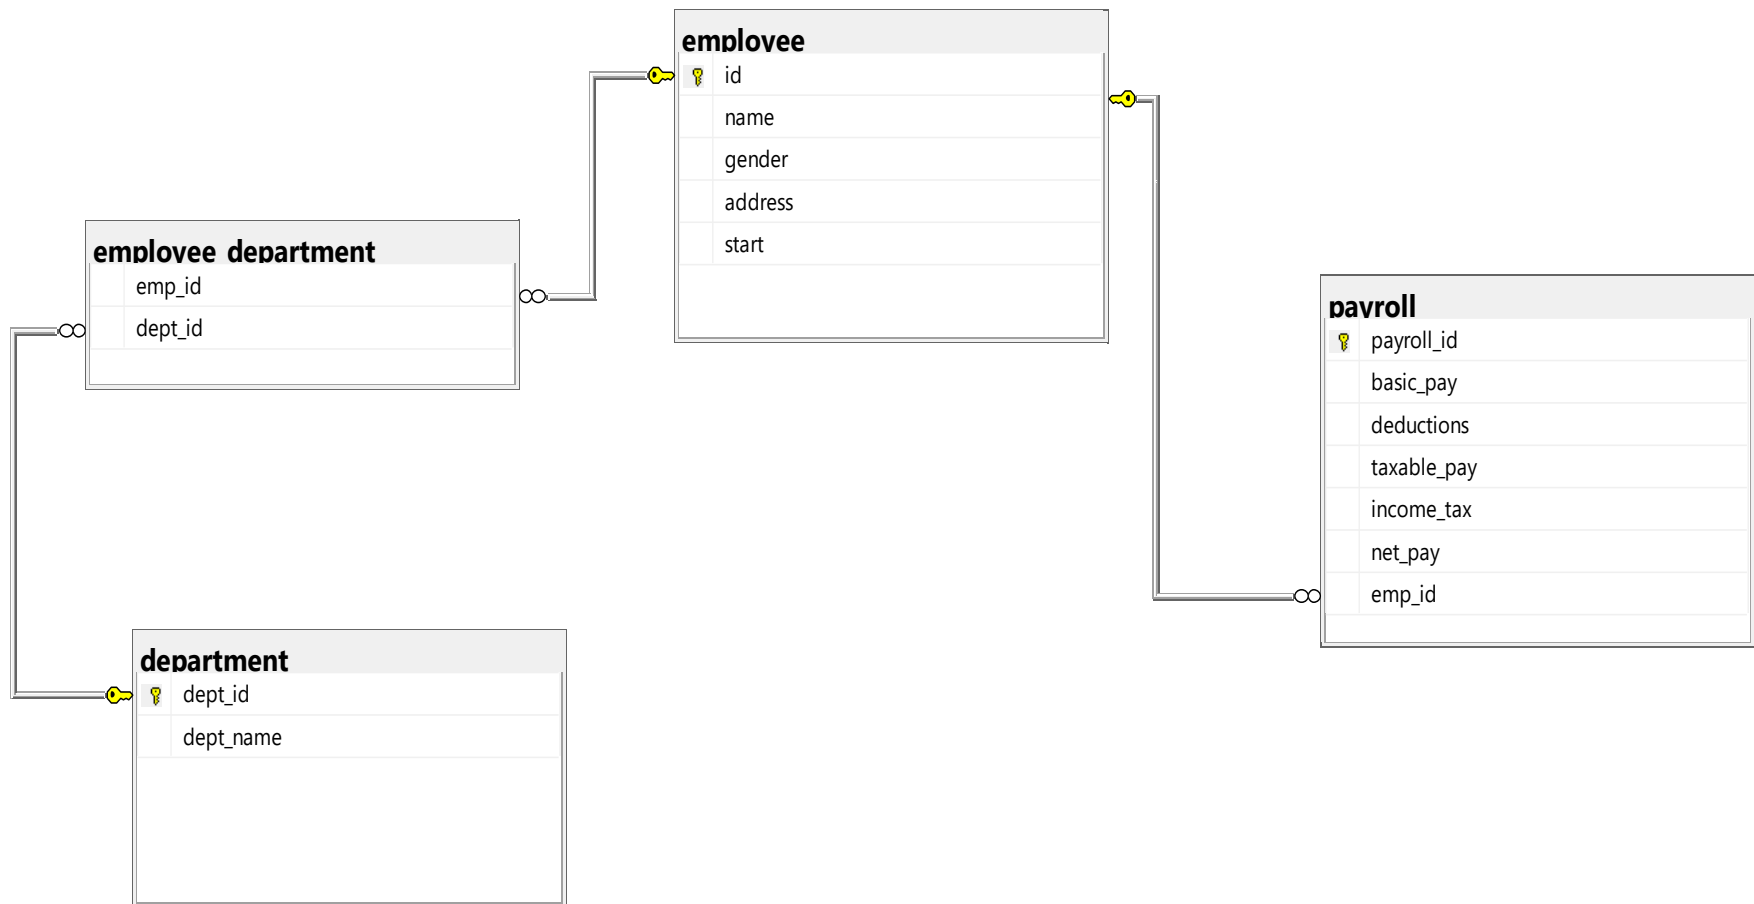 employee
id
name
gender
address
start
employee_department
emp_id
dept_id
payroll
payroll_id
basic_pay
deductions
taxable_pay
income_tax
net_pay
emp_id
department
dept_id
dept_name